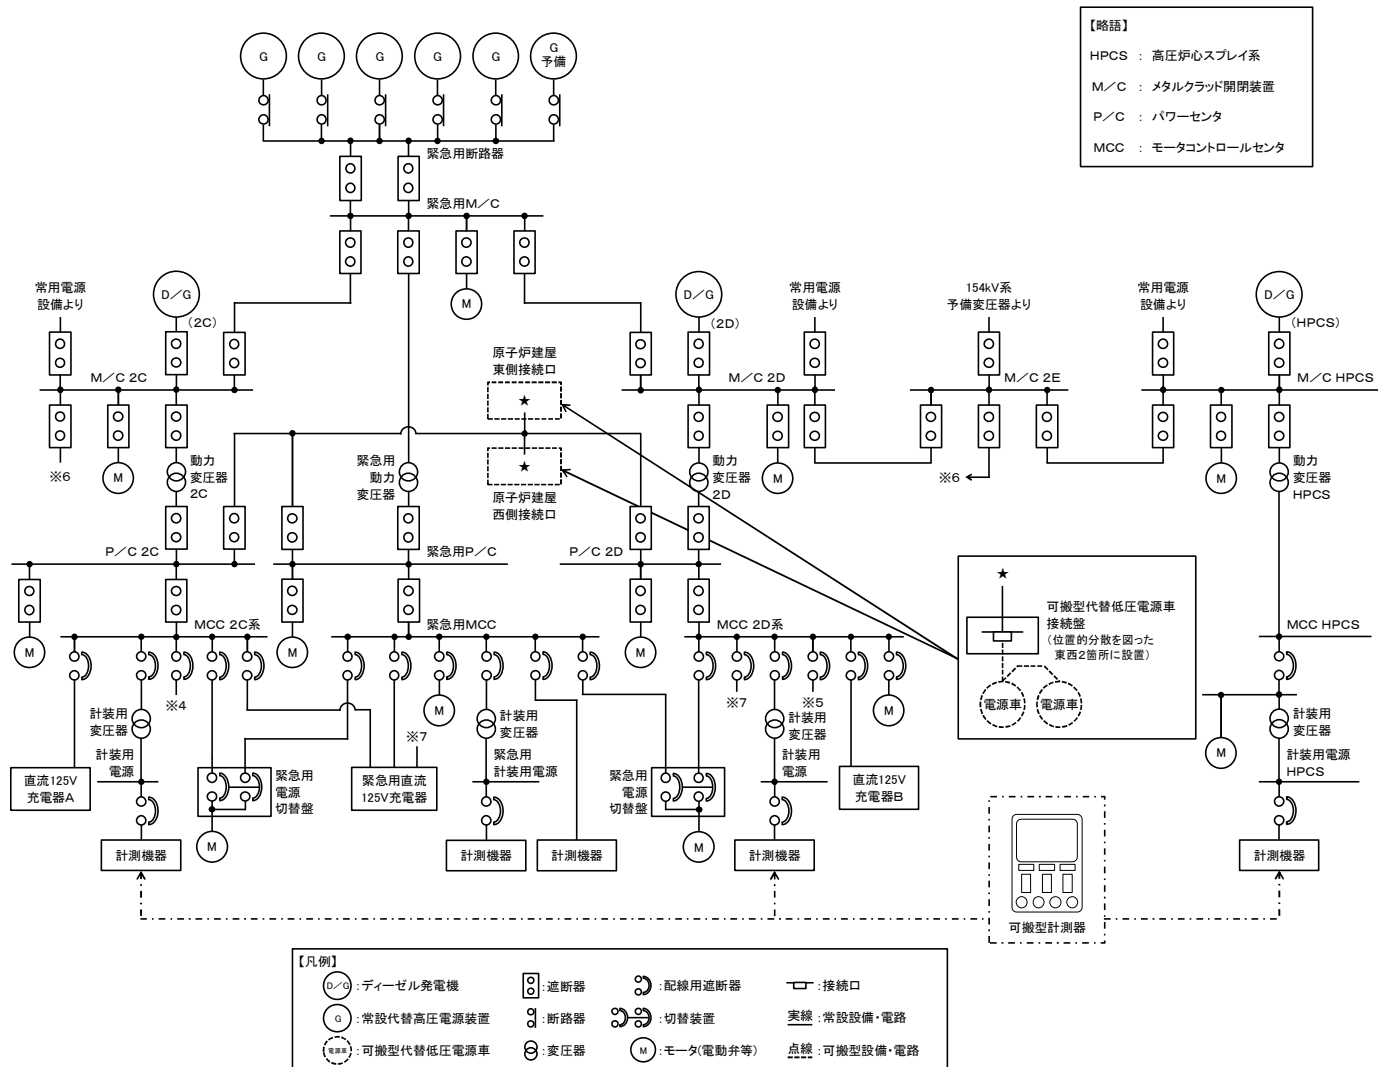 G
G
G
G
G
G
予備
【略語】
HPCS : 高圧炉心スプレイ系
M/C : メタルクラッド開閉装置
P/C : パワーセンタ
MCC : モータコントロールセンタ
緊急用断路器
緊急用M/C
常用電源
設備より
D/G
(2C)
M
D/G
(2D)
常用電源
設備より
154kV系
予備変圧器より
常用電源
設備より
D/G
(HPCS)
原子炉建屋
東側接続口
★
M/C 2C
M/C 2D
M/C 2E
M/C HPCS
※6
M
動力
変圧器
2C
緊急用
動力
変圧器
★
原子炉建屋
西側接続口
動力
変圧器
2D
M
※6
M
動力
変圧器
HPCS
P/C 2C
緊急用P/C
P/C 2D
★
可搬型代替低圧電源車
接続盤
(位置的分散を図った
東西2箇所に設置)
電源車
電源車
M
MCC 2C系
M
緊急用MCC
M
MCC 2D系
MCC HPCS
※4
M
※7
※7
※5
M
計装用
変圧器
計装用
変圧器
計装用
変圧器
計装用
変圧器
M
計装用
電源
緊急用
計装用電源
計装用
電源
計装用電源
HPCS
直流125V
充電器A
緊急用
電源
切替盤
緊急用直流
125V充電器
緊急用
電源
切替盤
直流125V
充電器B
M
M
計測機器
計測機器
計測機器
計測機器
計測機器
可搬型計測器
【凡例】
D/G :ディーゼル発電機
:遮断器
:配線用遮断器
:接続口
G :常設代替高圧電源装置
:断路器
:切替装置
実線 :常設設備・電路
電源車 :可搬型代替低圧電源車
:変圧器
M :モータ(電動弁等)
点線 :可搬型設備・電路